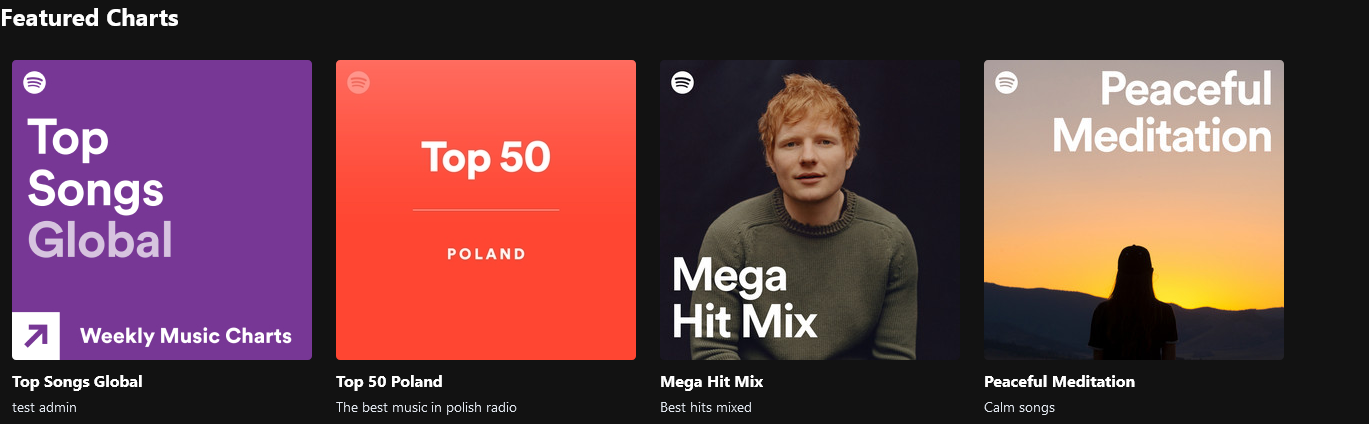 Featured Charts
Top
Songs
Global
Weekly Music Charts
Top Songs Global
test admin
Top 50
POLAND
Top 50 Poland
The best music in polish radio
Mega
Hit Mix
Mega Hit Mix
Best hits mixed
Peaceful
Meditation
Peaceful Meditation
Calm songs